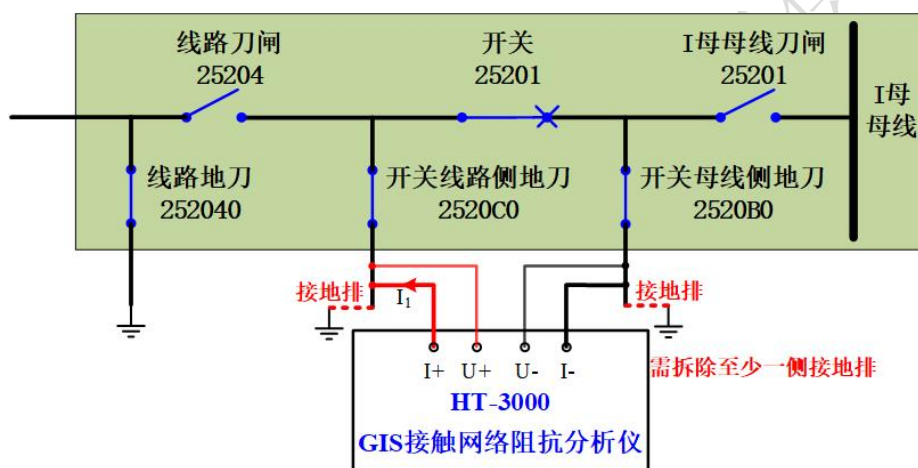 线路刀闸
25204
开关
25201
I母母线刀闸
25201
I母
母线
线路地刀
252040
开关线路侧地刀
2520C0
开关母线侧地刀
2520B0
接地排
I1
接地排
I+
U+
U-
I-
需拆除至少一侧接地排
HT-3000
GIS接触网络阻抗分析仪